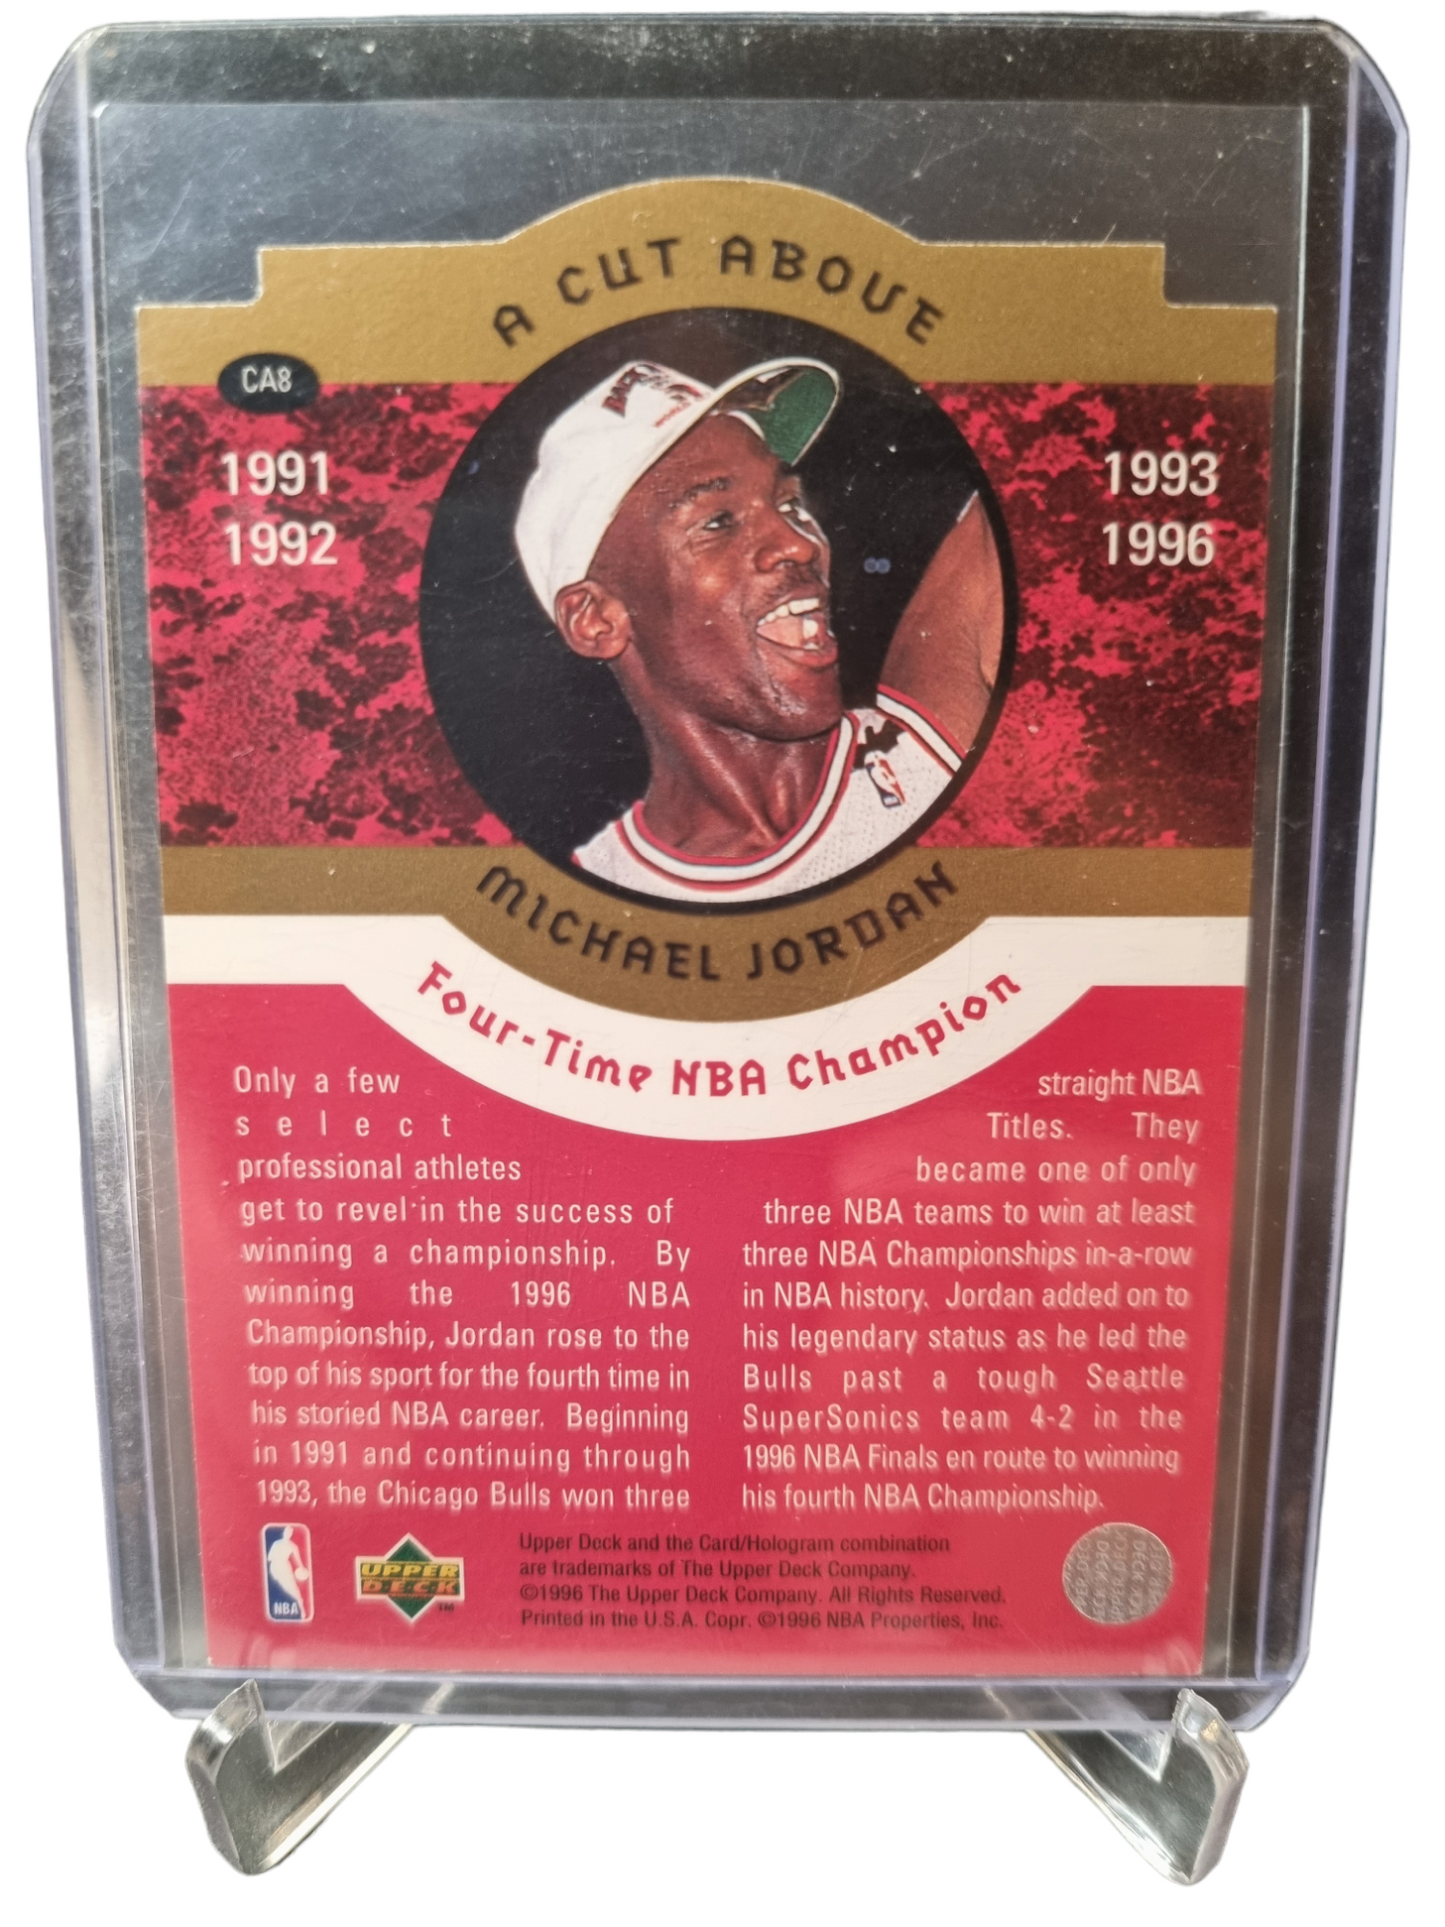 A CUT ABOVE
CA8
1991
1992
1993
1996
MICHAEL JORDAN
Four-Time NBA Champion
Only a few
select
professional athletes
get to revel in the success of
winning a championship. By
winning the 1996 NBA
Championship, Jordan rose to the
top of his sport for the fourth time in
his storied NBA career. Beginning
in 1991 and continuing through
1993, the Chicago Bulls won three
straight NBA
Titles. They
became one of only
three NBA teams to win at least
three NBA Championships in-a-row
in NBA history. Jordan added on to
his legendary status as he led the
Bulls past a tough Seattle
SuperSonics team 4-2 in the
1996 NBA Finals en route to winning
his fourth NBA Championship.
NBA
UPPER
DECK
TM
Upper Deck and the Card/Hologram combination
are trademarks of The Upper Deck Company.
©1996 The Upper Deck Company. All Rights Reserved.
Printed in the U.S.A. Copr. ©1996 NBA Properties, Inc.